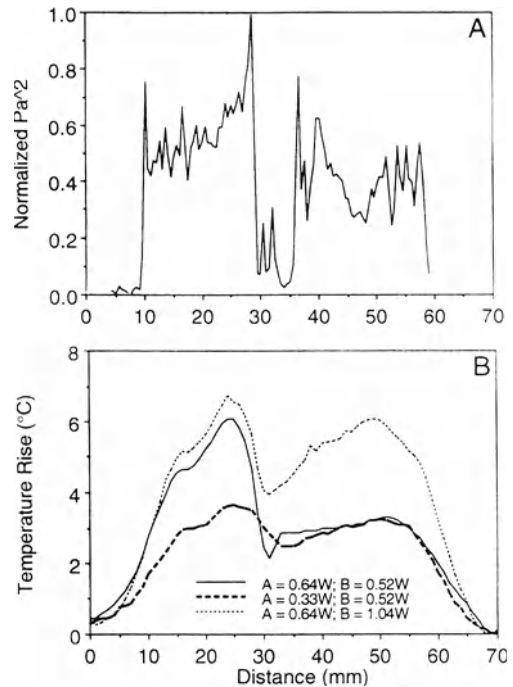 A
Normalized Pa^2
1.0
0.8
0.6
0.4
0.2
0.0
0 10 20 30 40 50 60 70
B
Temperature Rise (°C)
8
6
4
2
0
A = 0.64W; B = 0.52W
A = 0.33W; B = 0.52W
A = 0.64W; B = 1.04W
0 10 20 30 40 50 60 70
Distance (mm)